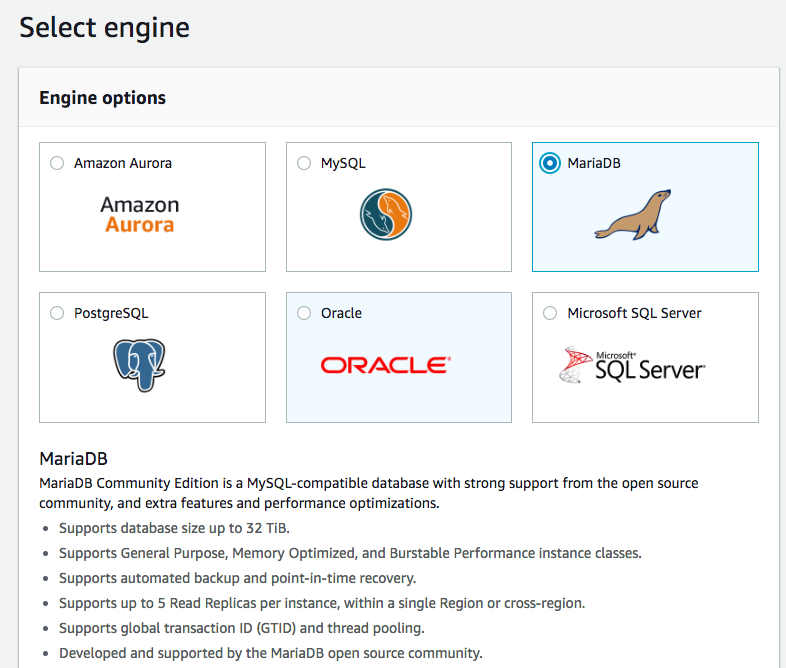 Select engine
Engine options
Amazon Aurora
MySQL
MariaDB
Amazon
Aurora
PostgreSQL
Oracle
Microsoft SQL Server
ORACLE®
Microsoft®
SQL Server®
MariaDB
MariaDB Community Edition is a MySQL-compatible database with strong support from the open source
community, and extra features and performance optimizations.
• Supports database size up to 32 TiB.
• Supports General Purpose, Memory Optimized, and Burstable Performance instance classes.
• Supports automated backup and point-in-time recovery.
• Supports up to 5 Read Replicas per instance, within a single Region or cross-region.
• Supports global transaction ID (GTID) and thread pooling.
• Developed and supported by the MariaDB open source community.